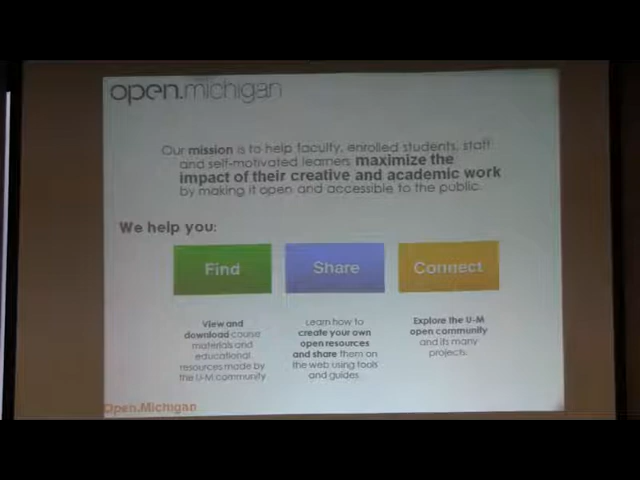 open.michigan
Our mission is to help faculty, enrolled students, staff
and self-motivated learners maximize the
impact of their creative and academic work
by making it open and accessible to the public.
We help you:
Find
Share
Connect
View and
download course
materials and
educational
resources made by
the U-M community
Learn how to
create your own
open resources
and share them on
the web using tools
and guides.
Explore the U-M
open community
and its many
projects.
Open.Michigan